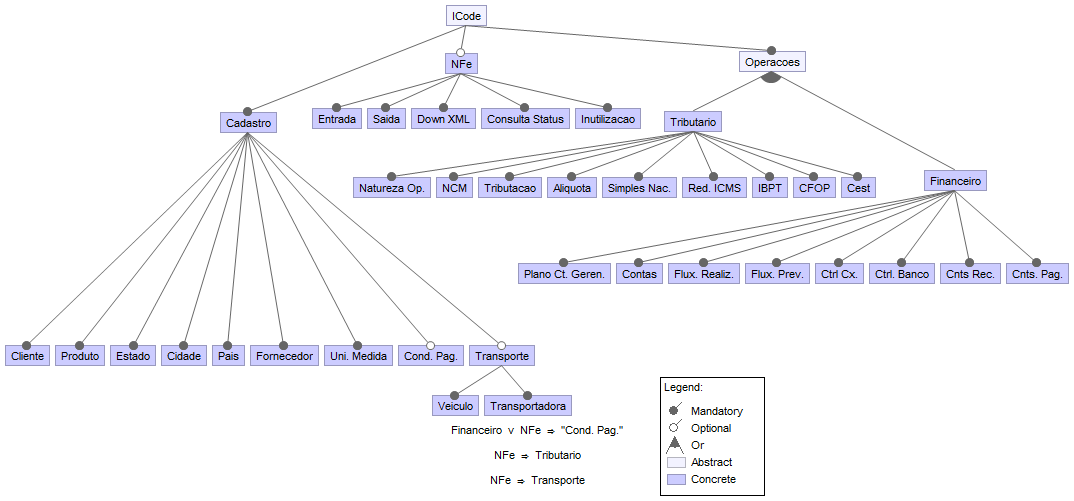 ICode
NFe
Operacoes
Cadastro
Entrada
Saida
Down XML
Consulta Status
Inutilizacao
Tributario
Natureza Op.
NCM
Tributacao
Aliquota
Simples Nac.
Red. ICMS
IBPT
CFOP
Cest
Financeiro
Plano Ct. Geren.
Contas
Flux. Realiz.
Flux. Prev.
Ctrl Cx.
Ctrl. Banco
Cnts Rec.
Cnts. Pag.
Cliente
Produto
Estado
Cidade
Pais
Fornecedor
Uni. Medida
Cond. Pag.
Transporte
Veiculo
Transportadora
Financeiro ∨ NFe ⇒ "Cond. Pag."
NFe ⇒ Tributario
NFe ⇒ Transporte
Legend:
Mandatory
Optional
Or
Abstract
Concrete